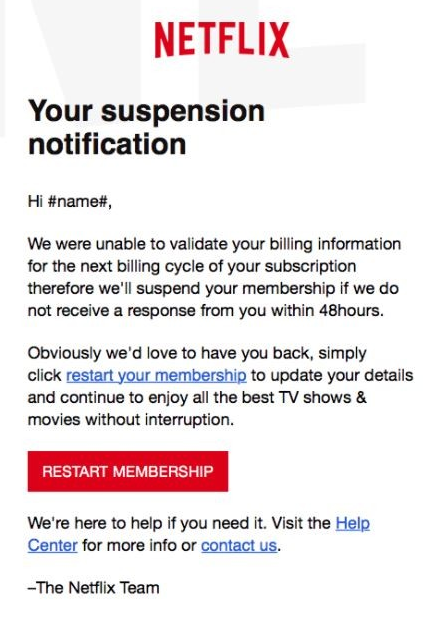 NETFLIX
Your suspension
notification
Hi #name#,
We were unable to validate your billing information
for the next billing cycle of your subscription
therefore we'll suspend your membership if we do
not receive a response from you within 48hours.
Obviously we'd love to have you back, simply
click restart your membership to update your details
and continue to enjoy all the best TV shows &
movies without interruption.
RESTART MEMBERSHIP
We're here to help if you need it. Visit the Help
Center for more info or contact us.
–The Netflix Team